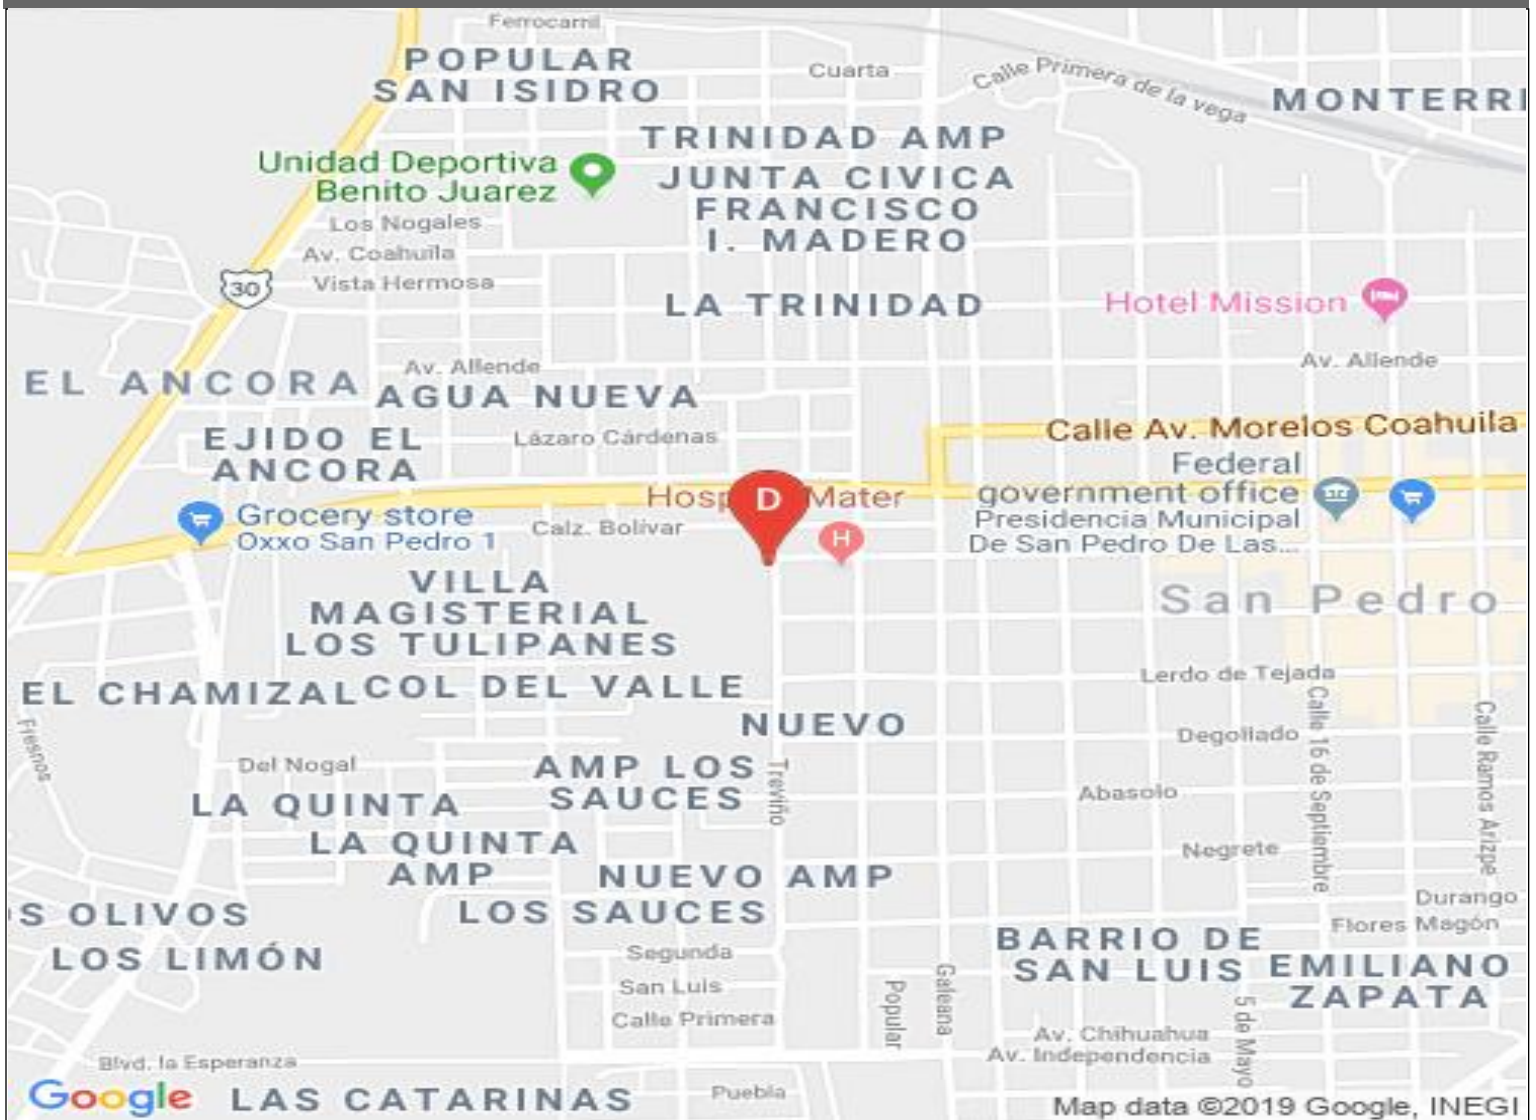 Ferrocarril
POPULAR
SAN ISIDRO
Cuarta
Calle Primera de la vega
MONTERR
TRINIDAD AMP
Unidad Deportiva
Benito Juarez
JUNTA CIVICA
FRANCISCO
I. MADERO
Los Nogales
Av. Coahuila
30
Vista Hermosa
LA TRINIDAD
Hotel Mission
Av. Allende
Av. Allende
EL ANCORA
AGUA NUEVA
Calle Av. Morelos Coahuila
EJIDO EL
ANCORA
Lázaro Cárdenas
Federal
government office
Presidencia Municipal
De San Pedro De Las...
Hosp
D
Mater
H
Grocery store
Oxxo San Pedro 1
Calz. Bolívar
VILLA
MAGISTERIAL
LOS TULIPANES
San Pedro
EL CHAMIZAL
COL DEL VALLE
Lerdo de Tejada
NUEVO
Degollado
Fresnos
Calle 16 de Septiembre
Calle Ramos Arizpe
Del Nogal
AMP LOS
SAUCES
Treviño
Abasolo
LA QUINTA
LA QUINTA
AMP
Negrete
NUEVO AMP
S OLIVOS
LOS SAUCES
Durango
Flores Magón
LOS LIMÓN
Segunda
BARRIO DE
SAN LUIS
EMILIANO
ZAPATA
San Luis
Calle Primera
Popular
Galeana
5 de Mayo
Av. Chihuahua
Av. Independencia
Blvd. la Esperanza
Google
LAS CATARINAS
Puebla
Map data ©2019 Google, INEGI